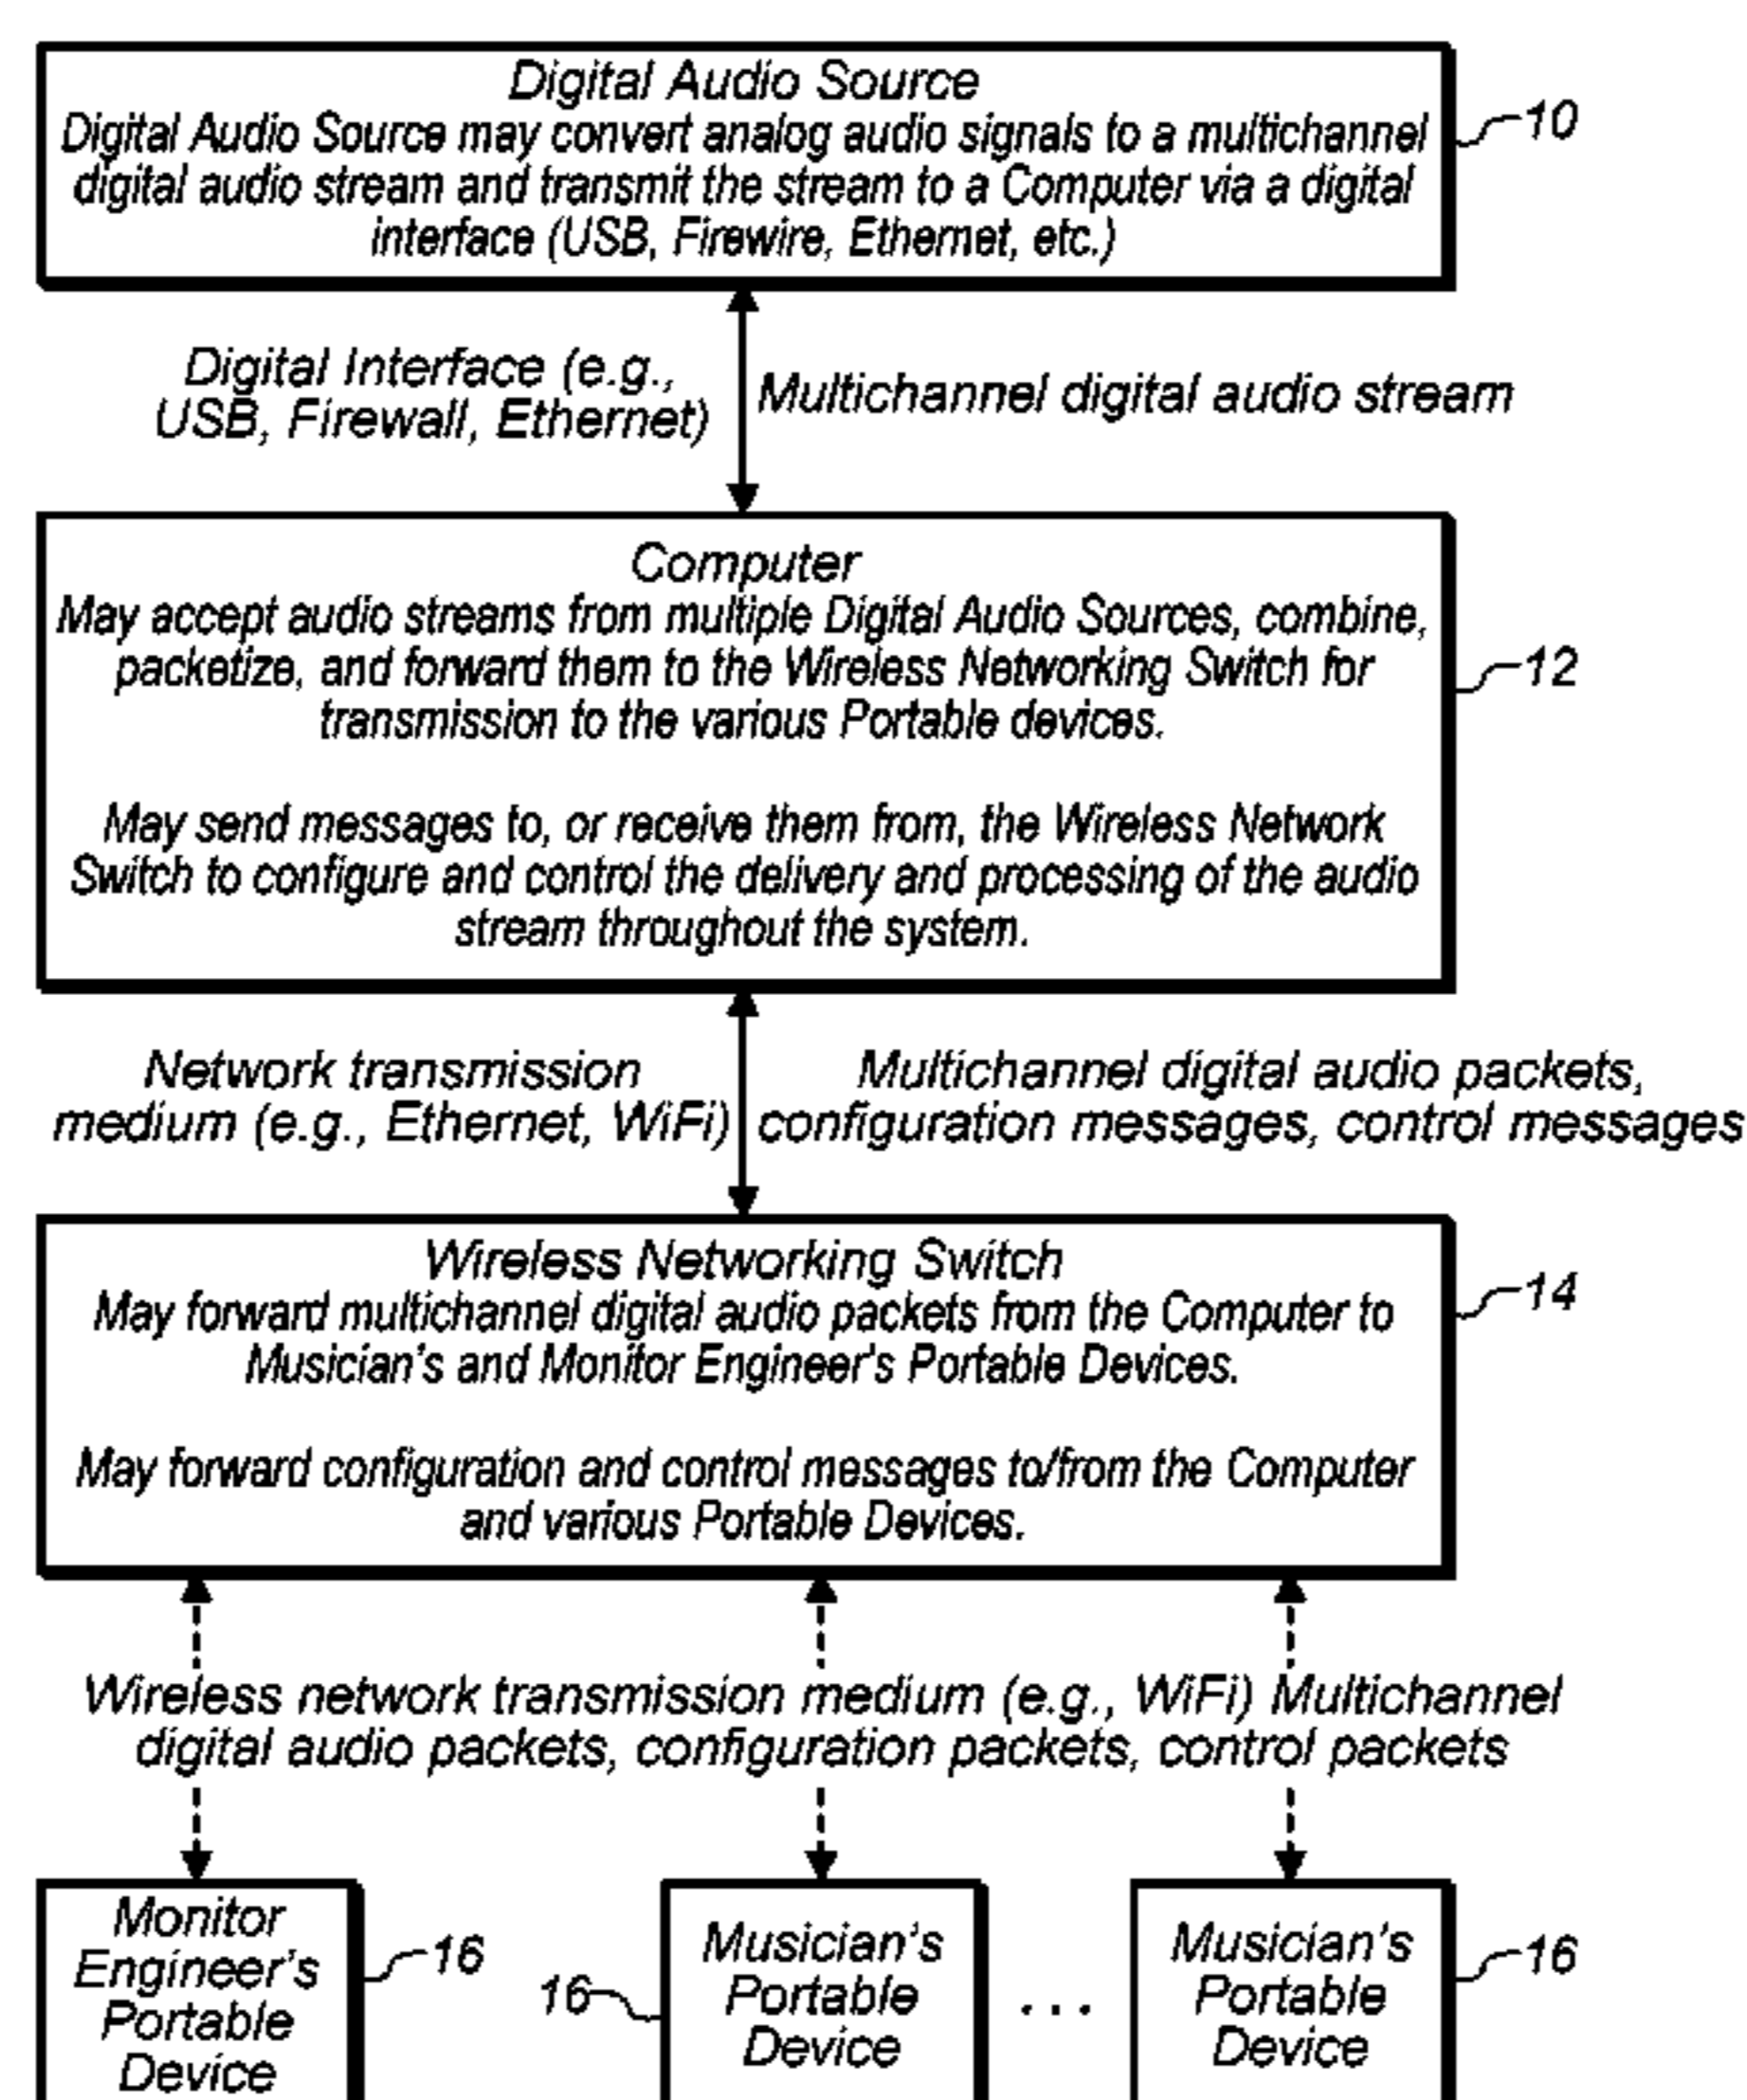 Digital Audio Source
Digital Audio Source may convert analog audio signals to a multichannel
digital audio stream and transmit the stream to a Computer via a digital
interface (USB, Firewire, Ethernet, etc.)
10
Digital Interface (e.g.,
USB, Firewall, Ethernet)
Multichannel digital audio stream
Computer
May accept audio streams from multiple Digital Audio Sources, combine,
packetize, and forward them to the Wireless Networking Switch for
transmission to the various Portable devices.
May send messages to, or receive them from, the Wireless Network
Switch to configure and control the delivery and processing of the audio
stream throughout the system.
12
Network transmission
medium (e.g., Ethernet, WiFi)
Multichannel digital audio packets,
configuration messages, control messages
Wireless Networking Switch
May forward multichannel digital audio packets from the Computer to
Musician's and Monitor Engineer's Portable Devices.
May forward configuration and control messages to/from the Computer
and various Portable Devices.
14
Wireless network transmission medium (e.g., WiFi) Multichannel
digital audio packets, configuration packets, control packets
Monitor
Engineer's
Portable
Device
16
16
Musician's
Portable
Device
...
Musician's
Portable
Device
16